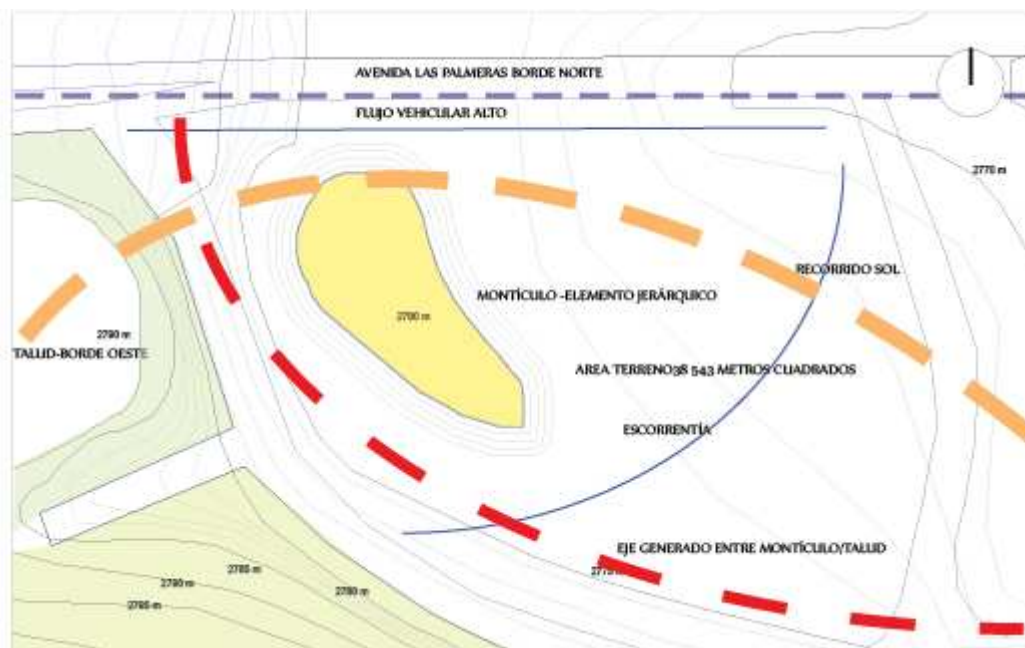 AVENIDA LAS PALMERAS BORDE NORTE
FLUJO VEHICULAR ALTO
2770 m
RECORRIDO SOL
MONTÍCULO -ELEMENTO JERÁRQUICO
2790 m
TALUD-BORDE OESTE
AREA TERRENO38 543 METROS CUADRADOS
ESCORRENTÍA
EJE GENERADO ENTRE MONTÍCULO/TALUD
2785 m
2780 m
2790 m
2795 m